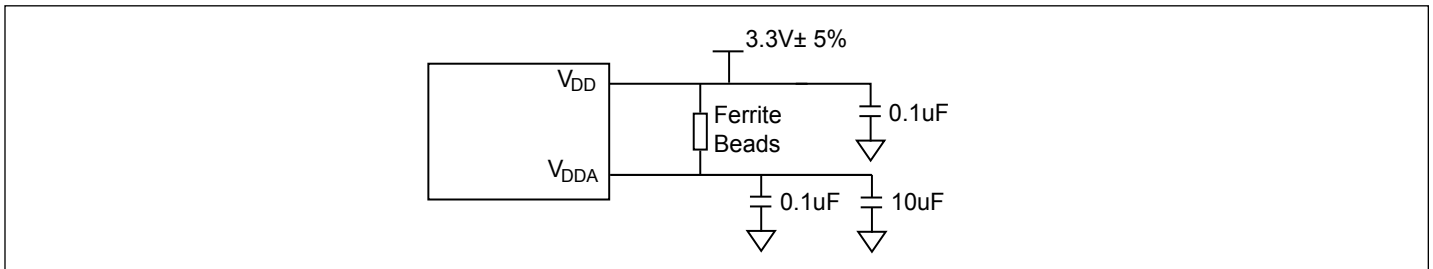 3.3V± 5%
VDD
0.1uF
Ferrite
Beads
VDDA
0.1uF
10uF